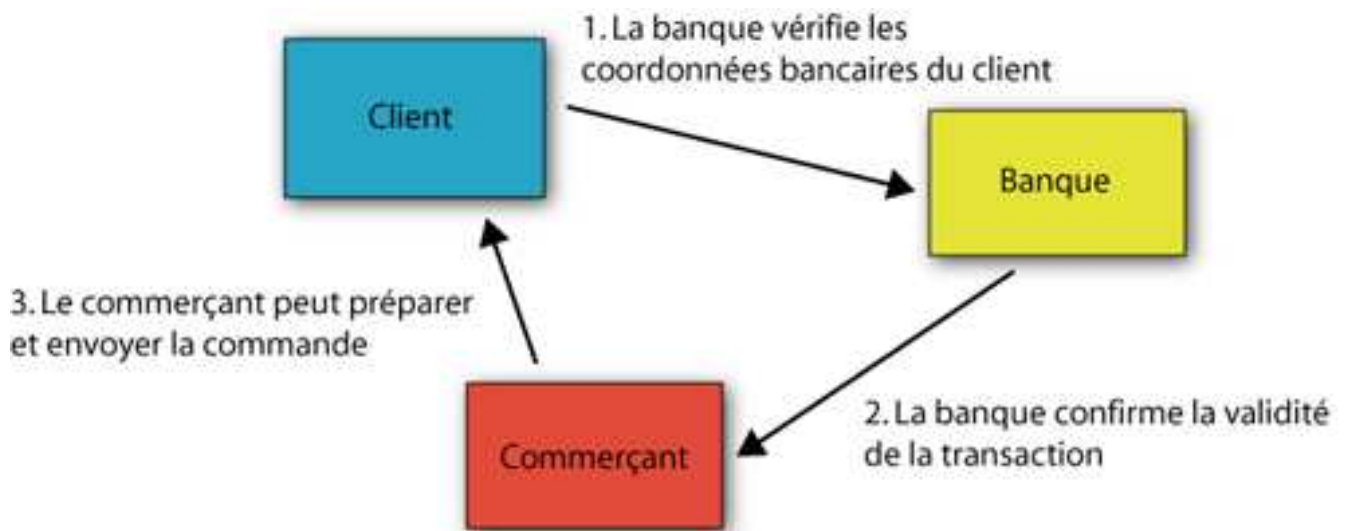 1. La banque vérifie les
coordonnées bancaires du client
Client
Banque
3. Le commerçant peut préparer
et envoyer la commande
2. La banque confirme la validité
de la transaction
Commerçant